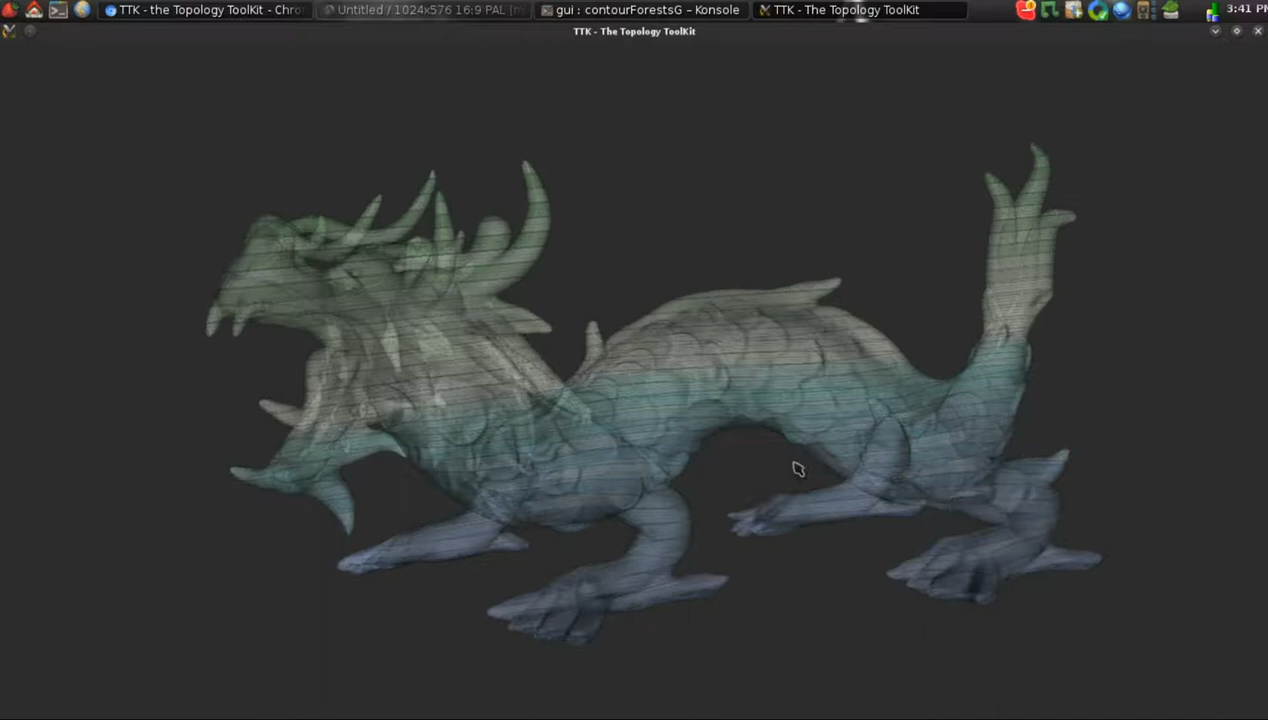 TTK - the Topology ToolKit - Chro
Untitled / 1024x576 16:9 PAL (m
gui : contourForestsG – Konsole
TTK - The Topology ToolKit
3:41 PM
TTK - The Topology ToolKit